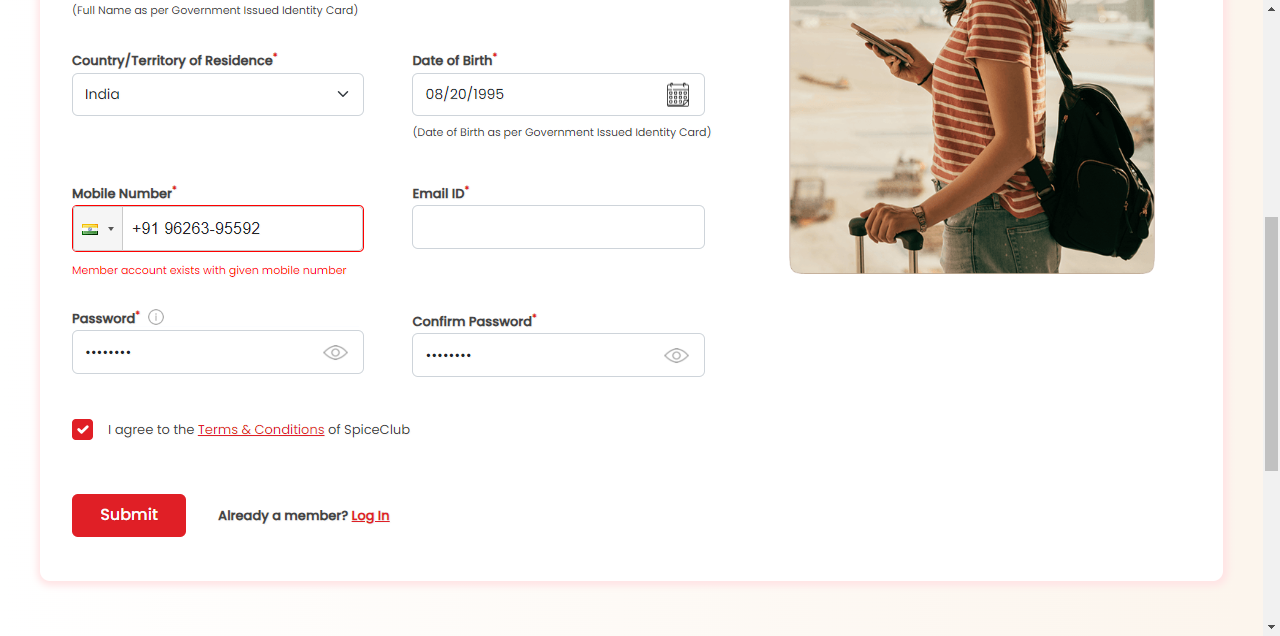 (Full Name as per Government Issued Identity Card)
Country/Territory of Residence*
Date of Birth*
India
08/20/1995
(Date of Birth as per Government Issued Identity Card)
Mobile Number*
Email ID*
+91 96263-95592
Member account exists with given mobile number
Password*
Confirm Password*
••••••••
••••••••
I agree to the Terms & Conditions of SpiceClub
Submit
Already a member? Log In